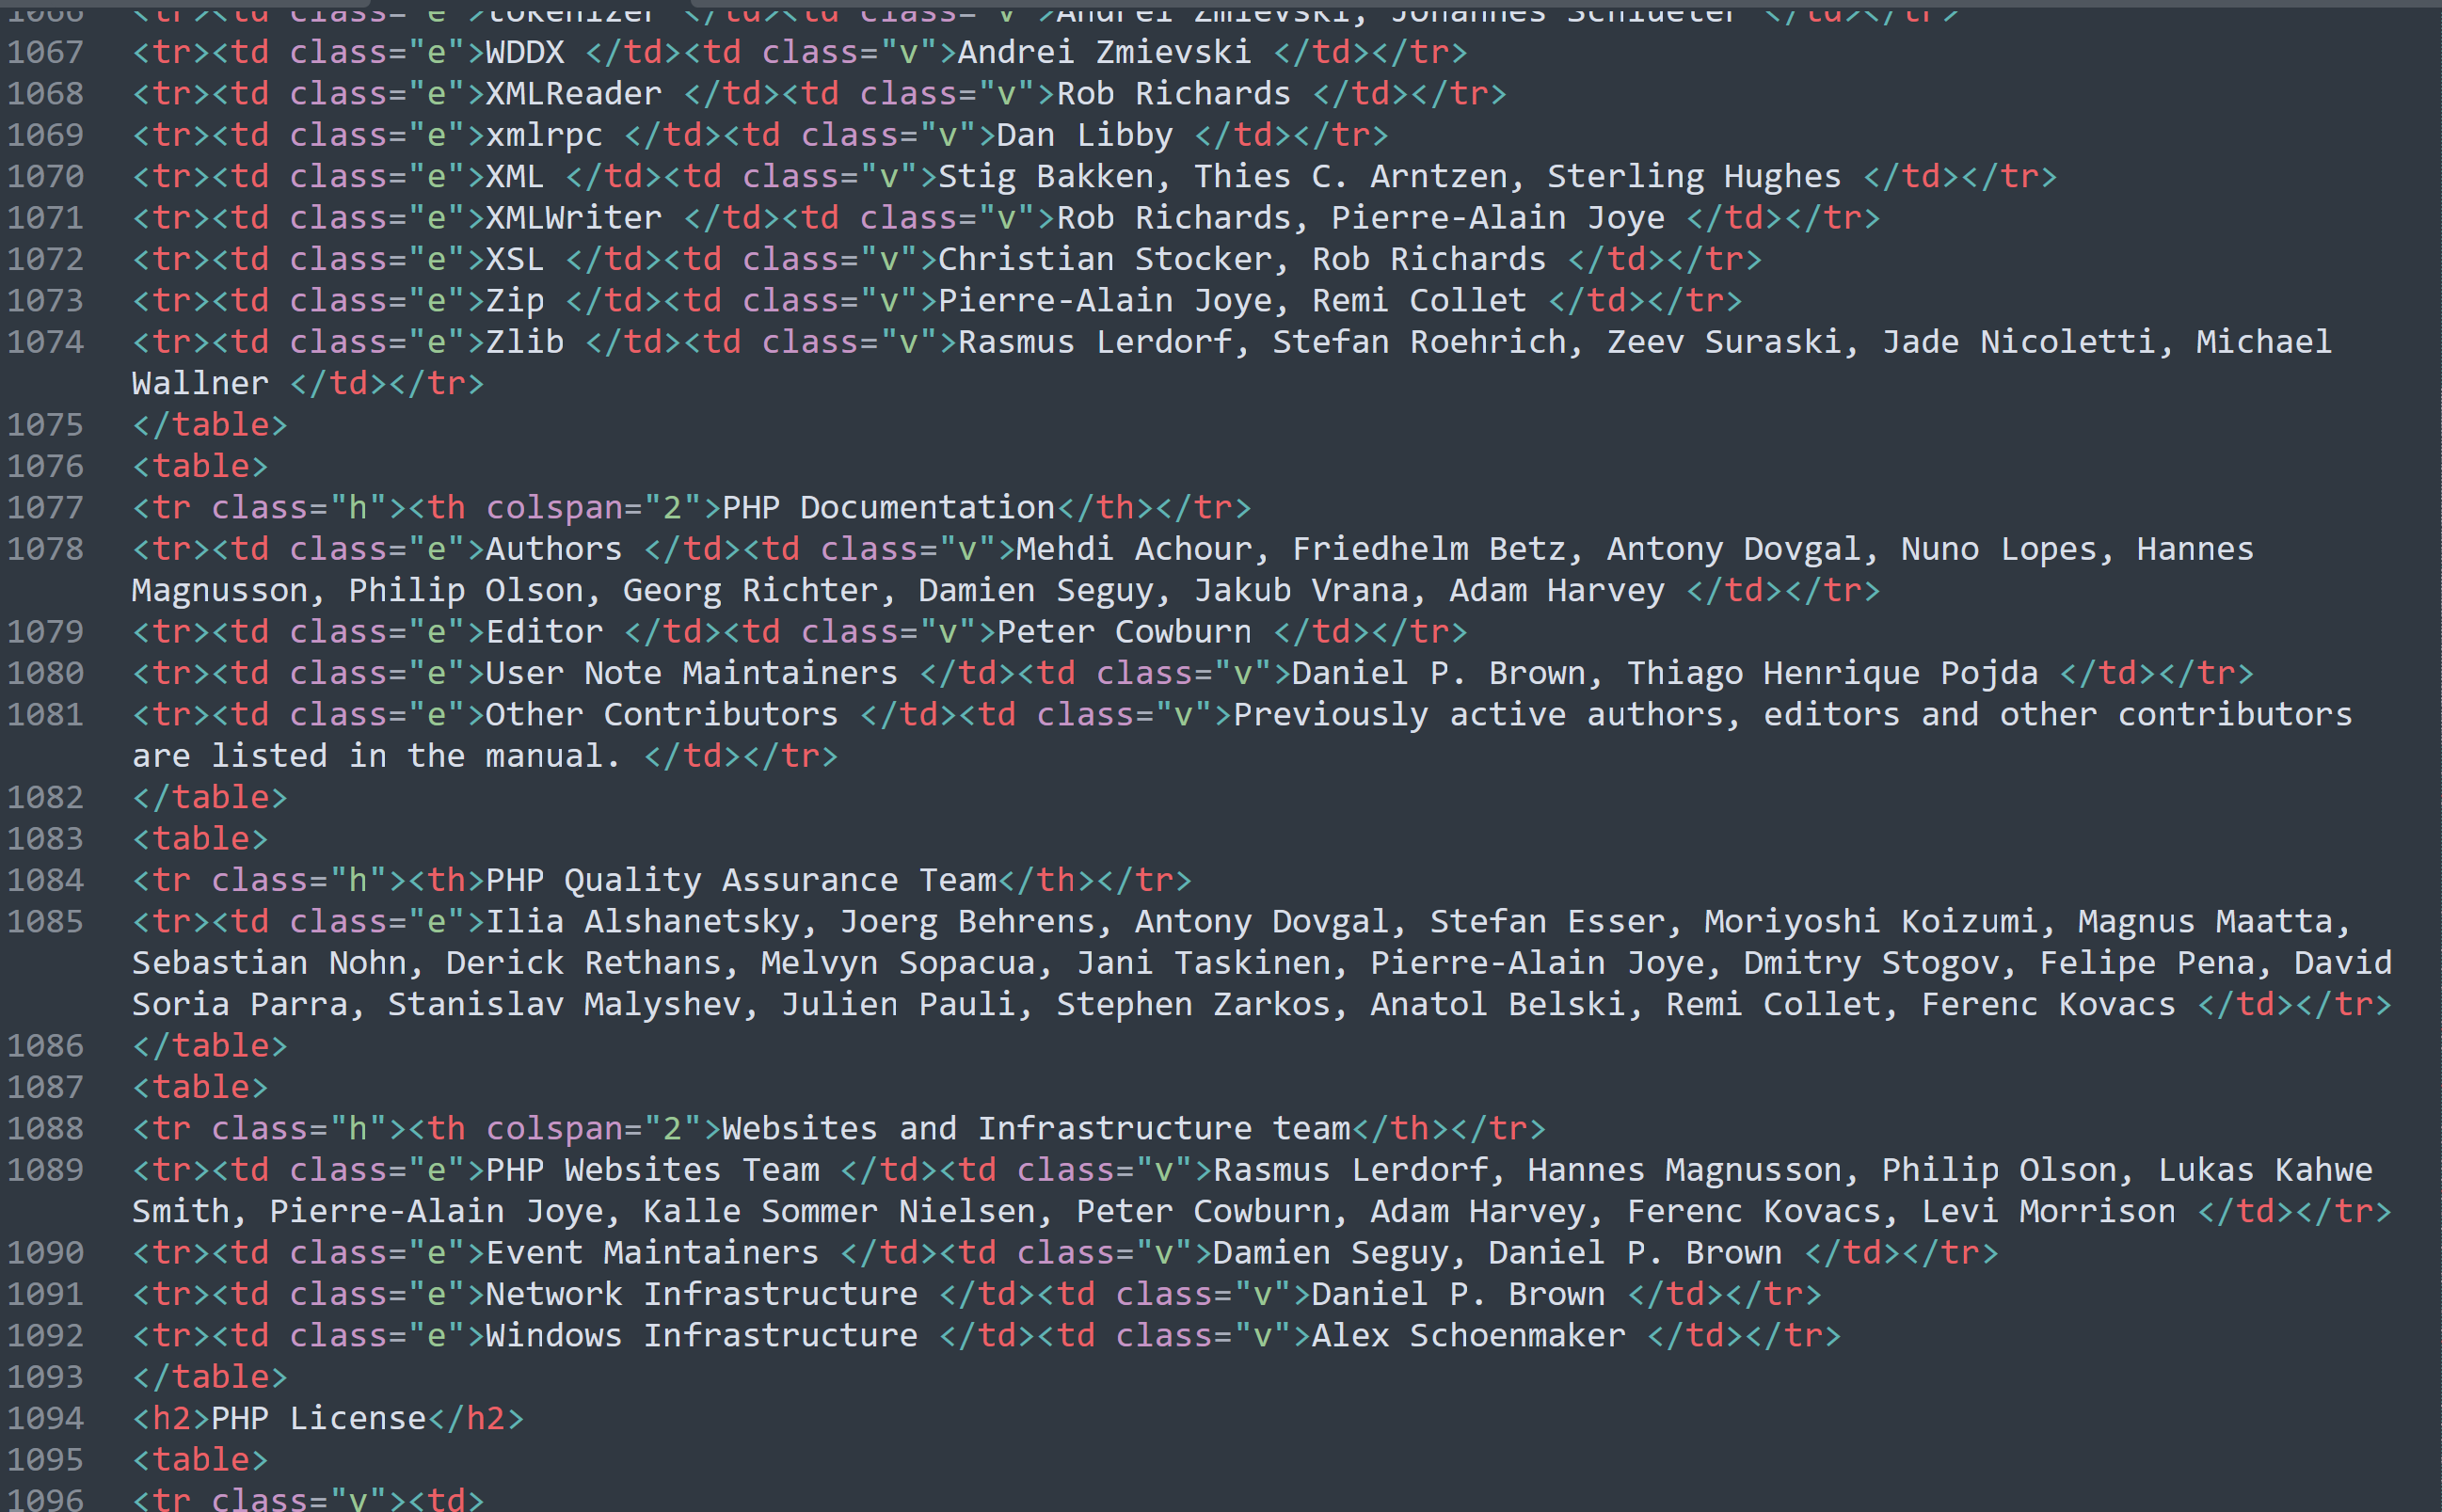 1066 <tr><td class="e">tokenizer </td><td class="v">Andrei Zmievski, Johannes Schlueter </td></tr>
1067 <tr><td class="e">WDDX </td><td class="v">Andrei Zmievski </td></tr>
1068 <tr><td class="e">XMLReader </td><td class="v">Rob Richards </td></tr>
1069 <tr><td class="e">xmlrpc </td><td class="v">Dan Libby </td></tr>
1070 <tr><td class="e">XML </td><td class="v">Stig Bakken, Thies C. Arntzen, Sterling Hughes </td></tr>
1071 <tr><td class="e">XMLWriter </td><td class="v">Rob Richards, Pierre-Alain Joye </td></tr>
1072 <tr><td class="e">XSL </td><td class="v">Christian Stocker, Rob Richards </td></tr>
1073 <tr><td class="e">Zip </td><td class="v">Pierre-Alain Joye, Remi Collet </td></tr>
1074 <tr><td class="e">Zlib </td><td class="v">Rasmus Lerdorf, Stefan Roehrich, Zeev Suraski, Jade Nicoletti, Michael
Wallner </td></tr>
1075 </table>
1076 <table>
1077 <tr class="h"><th colspan="2">PHP Documentation</th></tr>
1078 <tr><td class="e">Authors </td><td class="v">Mehdi Achour, Friedhelm Betz, Antony Dovgal, Nuno Lopes, Hannes
Magnusson, Philip Olson, Georg Richter, Damien Seguy, Jakub Vrana, Adam Harvey </td></tr>
1079 <tr><td class="e">Editor </td><td class="v">Peter Cowburn </td></tr>
1080 <tr><td class="e">User Note Maintainers </td><td class="v">Daniel P. Brown, Thiago Henrique Pojda </td></tr>
1081 <tr><td class="e">Other Contributors </td><td class="v">Previously active authors, editors and other contributors
are listed in the manual. </td></tr>
1082 </table>
1083 <table>
1084 <tr class="h"><th>PHP Quality Assurance Team</th></tr>
1085 <tr><td class="e">Ilia Alshanetsky, Joerg Behrens, Antony Dovgal, Stefan Esser, Moriyoshi Koizumi, Magnus Maatta,
Sebastian Nohn, Derick Rethans, Melvyn Sopacua, Jani Taskinen, Pierre-Alain Joye, Dmitry Stogov, Felipe Pena, David
Soria Parra, Stanislav Malyshev, Julien Pauli, Stephen Zarkos, Anatol Belski, Remi Collet, Ferenc Kovacs </td></tr>
1086 </table>
1087 <table>
1088 <tr class="h"><th colspan="2">Websites and Infrastructure team</th></tr>
1089 <tr><td class="e">PHP Websites Team </td><td class="v">Rasmus Lerdorf, Hannes Magnusson, Philip Olson, Lukas Kahwe
Smith, Pierre-Alain Joye, Kalle Sommer Nielsen, Peter Cowburn, Adam Harvey, Ferenc Kovacs, Levi Morrison </td></tr>
1090 <tr><td class="e">Event Maintainers </td><td class="v">Damien Seguy, Daniel P. Brown </td></tr>
1091 <tr><td class="e">Network Infrastructure </td><td class="v">Daniel P. Brown </td></tr>
1092 <tr><td class="e">Windows Infrastructure </td><td class="v">Alex Schoenmaker </td></tr>
1093 </table>
1094 <h2>PHP License</h2>
1095 <table>
1096 <tr class="v"><td>